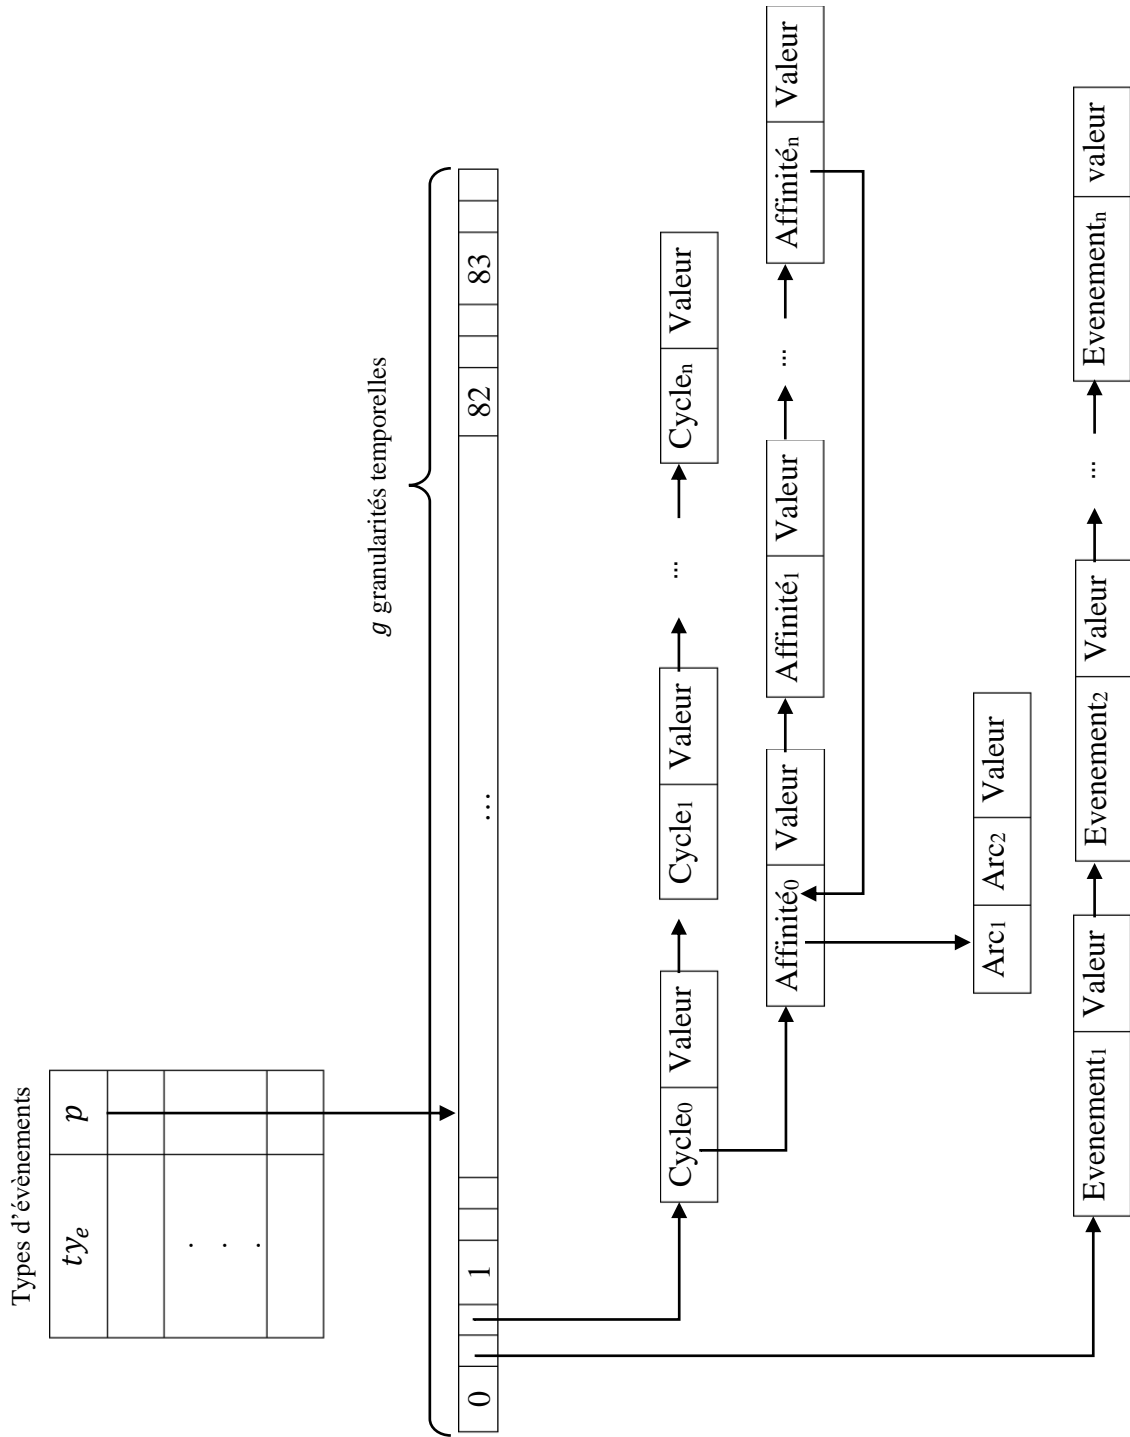 Types d'évènements
ty_e p
. . .
g granularités temporelles
0 1 ... 82 83
Cycle0 Valeur Cycle1 Valeur ... Cyclen Valeur
Affinité0 Valeur Affinité1 Valeur ... Affinitén Valeur
Arc1 Arc2 Valeur
Evenement1 Valeur Evenement2 Valeur ... Evenementn valeur